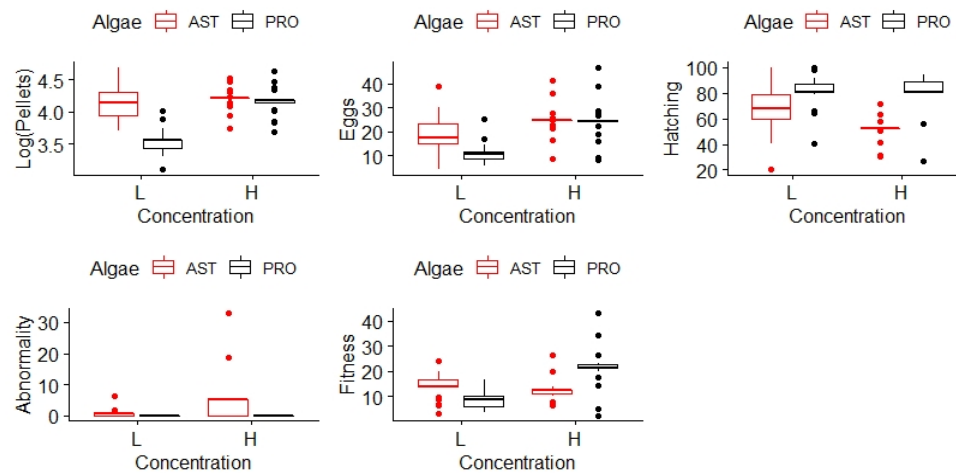 Algae AST PRO
Log(Pellets)
4.5
4.0
3.5
L H
Concentration
Algae AST PRO
Eggs
40
30
20
10
L H
Concentration
Algae AST PRO
Hatching
100
80
60
40
20
L H
Concentration
Algae AST PRO
Abnormality
30
20
10
0
L H
Concentration
Algae AST PRO
Fitness
40
30
20
10
L H
Concentration